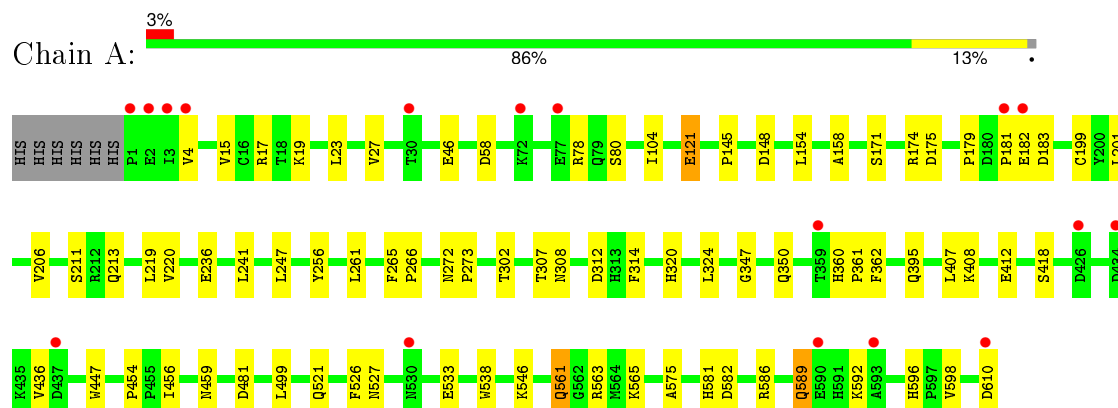 3%
Chain A:
86% 13%
HIS HIS HIS HIS HIS HIS P1 E2 I3 V4 V15 C16 R17 T18 K19 L23 V27 T30 E46 D58 K72 E77 R78 Q79 S80 I104 E121 P145 D148 L154 A158 S171 R174 D175 P179 D180 P181 E182 D183 C199 Y200 L201
V206 S211 R212 Q213 L219 V220 E236 L241 L247 Y256 L261 F265 P266 N272 P273 T302 T307 N308 D312 H313 F314 H320 L324 G347 Q350 T359 H360 P361 F362 Q395 L407 K408 E412 S418 D426 D434
K435 V436 D437 W447 P454 P455 I456 N459 D481 L499 Q521 F526 N527 N530 E533 W538 K546 Q561 G562 R563 M564 K565 A575 H581 D582 R586 Q589 E590 H591 K592 A593 H596 P597 V598 D610